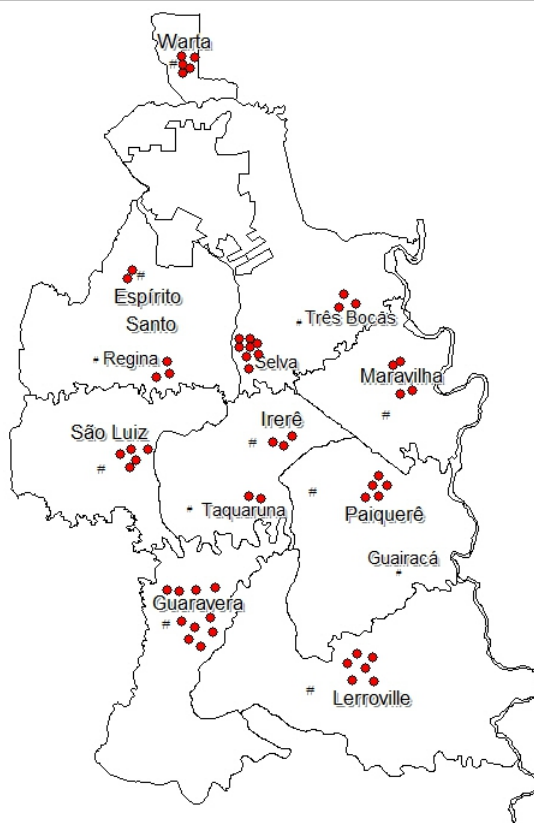 Warta
#
#
Espírito
Santo
Três Bocas
Regina
Selva
Maravilha
#
Irerê
São Luiz
#
#
#
Taquaruna
Paiquerê
Guairacá
Guaravera
#
#
Lerroville